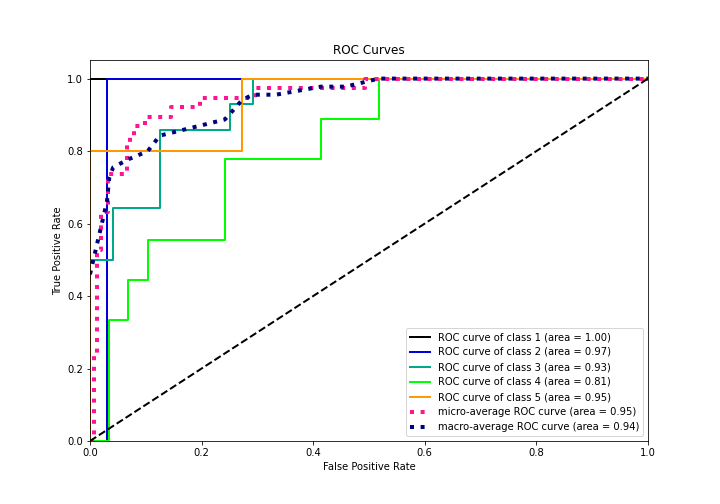 ROC Curves
True Positive Rate
1.0
0.8
0.6
0.4
0.2
0.0
0.0 0.2 0.4 0.6 0.8 1.0
False Positive Rate
ROC curve of class 1 (area = 1.00)
ROC curve of class 2 (area = 0.97)
ROC curve of class 3 (area = 0.93)
ROC curve of class 4 (area = 0.81)
ROC curve of class 5 (area = 0.95)
micro-average ROC curve (area = 0.95)
macro-average ROC curve (area = 0.94)